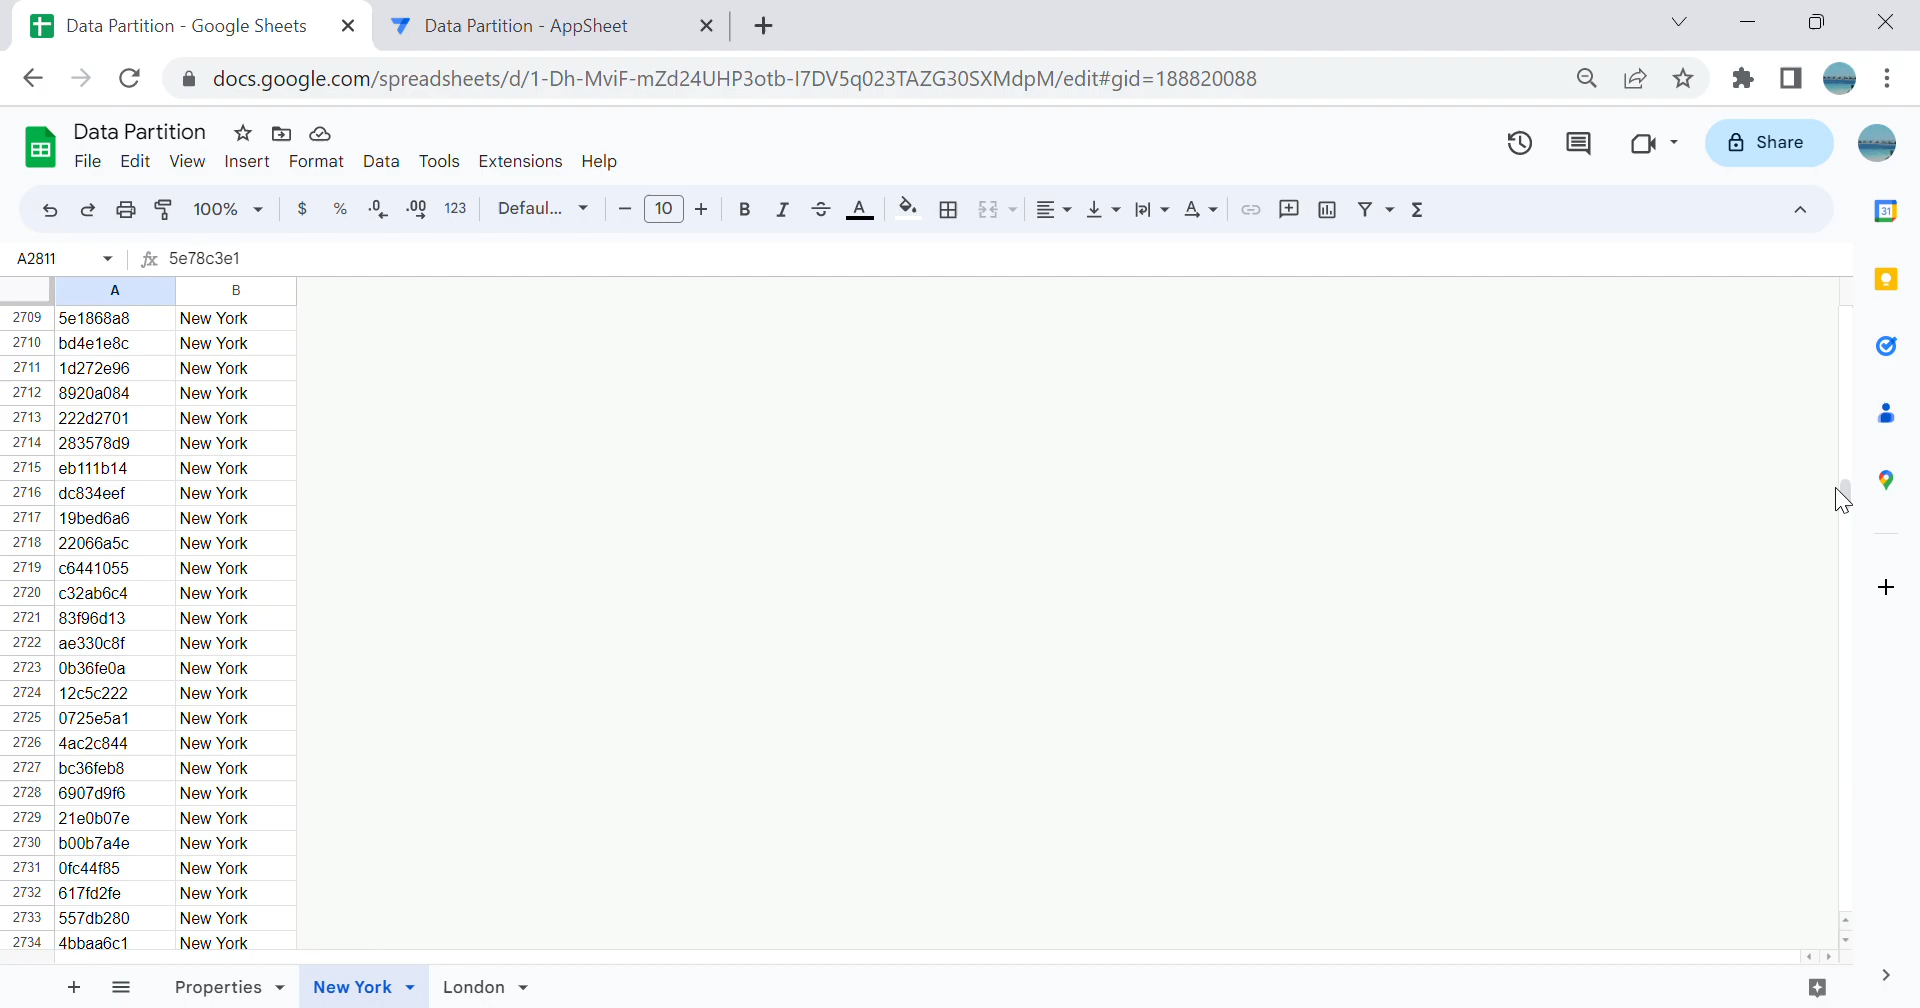 Data Partition - Google Sheets
Data Partition - AppSheet
docs.google.com/spreadsheets/d/1-Dh-MviF-mZd24UHP3otb-I7DV5q023TAZG30SXMdpM/edit#gid=188820088
Data Partition
File Edit View Insert Format Data Tools Extensions Help
Share
100% $ % .0 .00 123 Defaul... 10 B I S A
31
A2811 fx 5e78c3e1
A B
2709 5e1868a8 New York
2710 bd4e1e8c New York
2711 1d272e96 New York
2712 8920a084 New York
2713 222d2701 New York
2714 283578d9 New York
2715 eb111b14 New York
2716 dc834eef New York
2717 19bed6a6 New York
2718 22066a5c New York
2719 c6441055 New York
2720 c32ab6c4 New York
2721 83f96d13 New York
2722 ae330c8f New York
2723 0b36fe0a New York
2724 12c5c222 New York
2725 0725e5a1 New York
2726 4ac2c844 New York
2727 bc36feb8 New York
2728 6907d9f6 New York
2729 21e0b07e New York
2730 b00b7a4e New York
2731 0fc44f85 New York
2732 617fd2fe New York
2733 557db280 New York
2734 4bbaa6c1 New York
Properties New York London